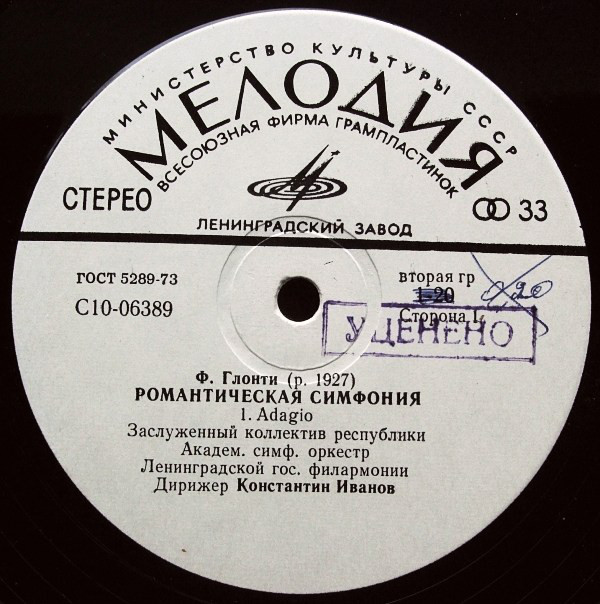 МИНИСТЕРСТВО КУЛЬТУРЫ СССР
МЕЛОДИЯ
ВСЕСОЮЗНАЯ ФИРМА ГРАМПЛАСТИНОК
СТЕРЕО
33
ЛЕНИНГРАДСКИЙ ЗАВОД
ГОСТ 5289-73
вторая гр
С10-06389
1-20
0,20
Сторона 1.
УЦЕНЕНО
Ф. Глонти (р. 1927)
РОМАНТИЧЕСКАЯ СИМФОНИЯ
1. Adagio
Заслуженный коллектив республики
Академ. симф. оркестр
Ленинградской гос. филармонии
Дирижер Константин Иванов